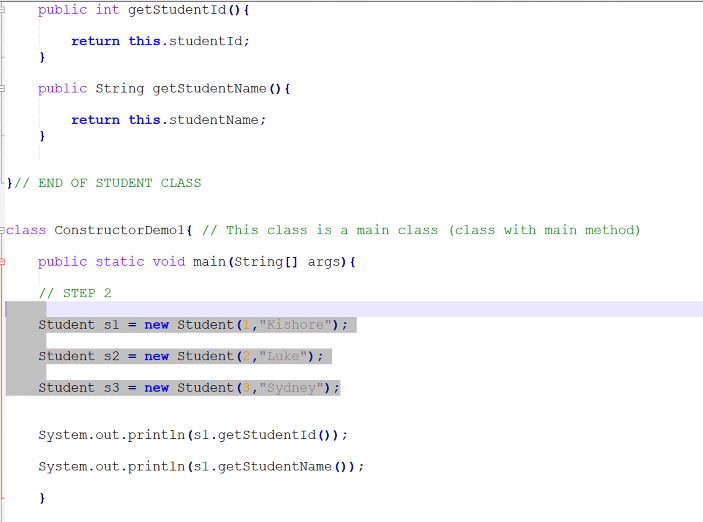 public int getStudentId(){
return this.studentId;
}
public String getStudentName(){
return this.studentName;
}
}// END OF STUDENT CLASS
class ConstructorDemo1{ // This class is a main class (class with main method)
public static void main(String[] args){
// STEP 2
Student s1 = new Student(1,"Kishore");
Student s2 = new Student(2,"Luke");
Student s3 = new Student(3,"Sydney");
System.out.println(s1.getStudentId());
System.out.println(s1.getStudentName());
}